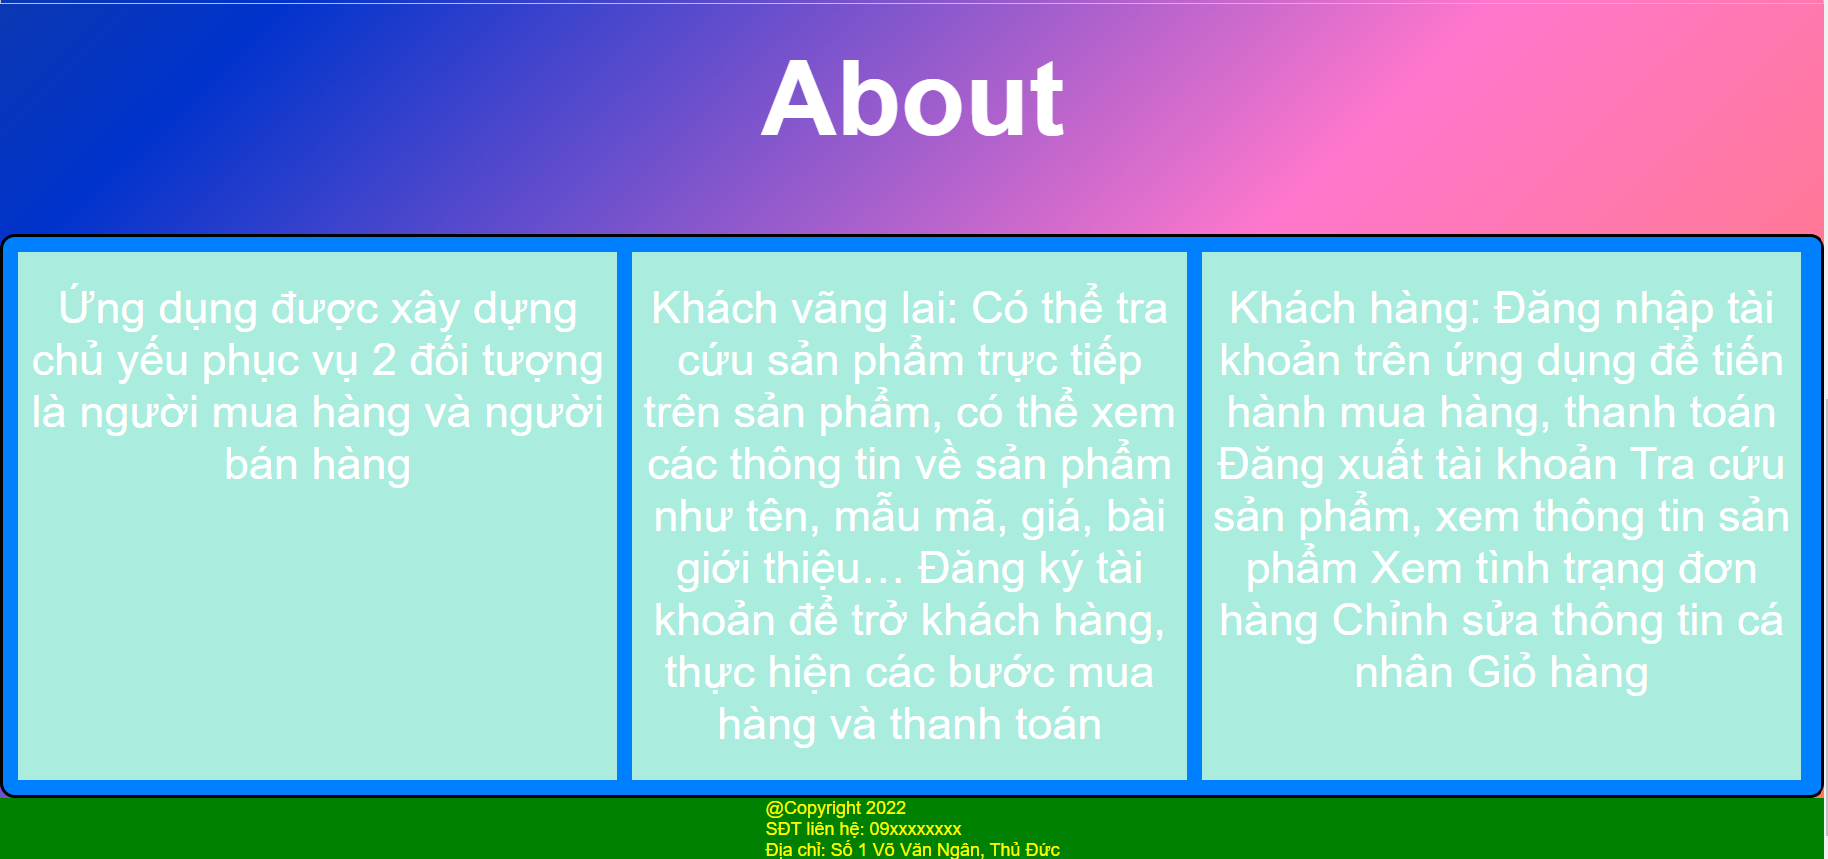 About
Ứng dụng được xây dựng
chủ yếu phục vụ 2 đối tượng
là người mua hàng và người
bán hàng
Khách vãng lai: Có thể tra
cứu sản phẩm trực tiếp
trên sản phẩm, có thể xem
các thông tin về sản phẩm
như tên, mẫu mã, giá, bài
giới thiệu… Đăng ký tài
khoản để trở khách hàng,
thực hiện các bước mua
hàng và thanh toán
Khách hàng: Đăng nhập tài
khoản trên ứng dụng để tiến
hành mua hàng, thanh toán
Đăng xuất tài khoản Tra cứu
sản phẩm, xem thông tin sản
phẩm Xem tình trạng đơn
hàng Chỉnh sửa thông tin cá
nhân Giỏ hàng
@Copyright 2022
SĐT liên hệ: 09xxxxxxxx
Địa chỉ: Số 1 Võ Văn Ngân, Thủ Đức